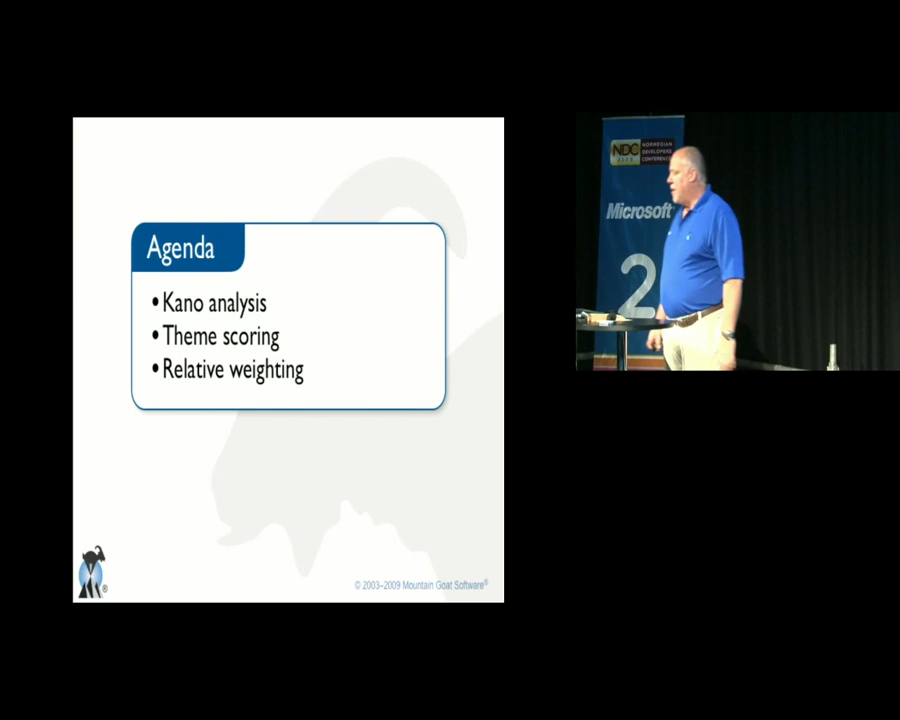 Agenda
• Kano analysis
• Theme scoring
• Relative weighting
© 2003–2009 Mountain Goat Software®
®
NDC
NORWEGIAN
DEVELOPERS
CONFERENCE
Microsoft
2